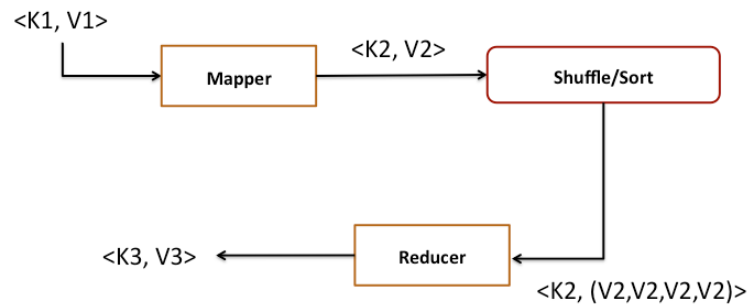 <K1, V1>
<K2, V2>
Mapper
Shuffle/Sort
<K3, V3>
Reducer
<K2, (V2,V2,V2,V2)>